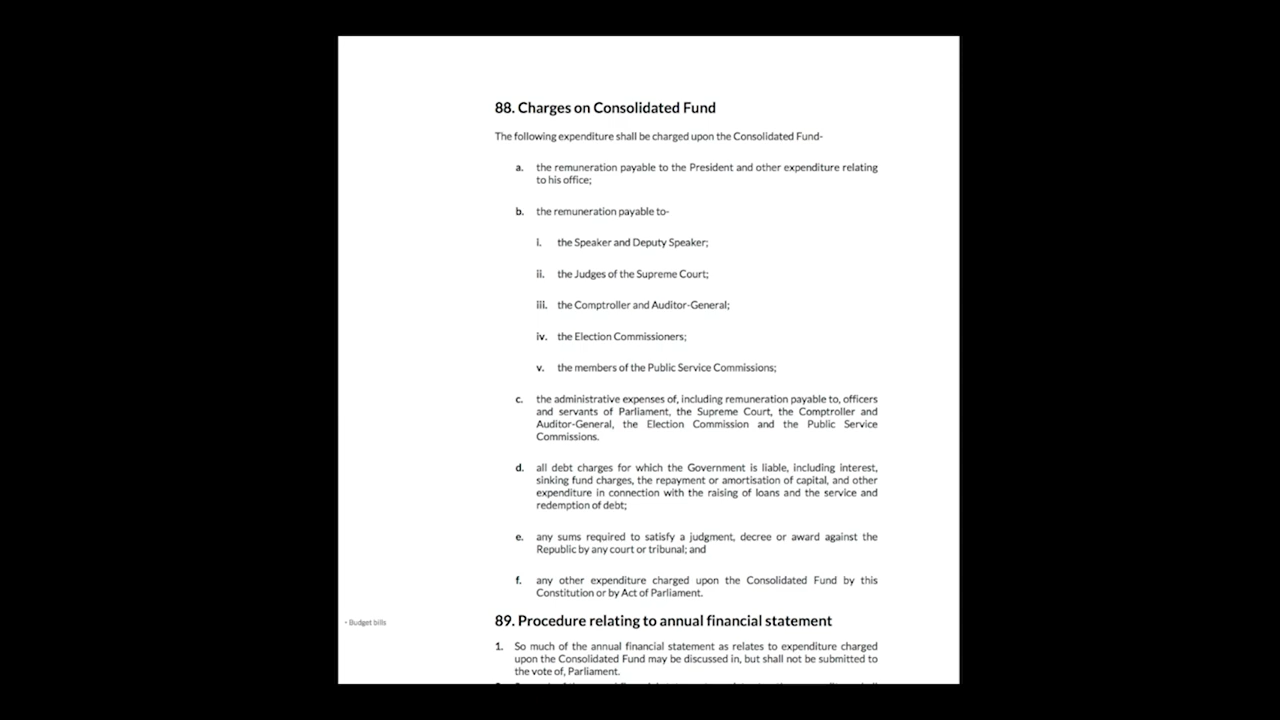 88. Charges on Consolidated Fund
The following expenditure shall be charged upon the Consolidated Fund-
a. the remuneration payable to the President and other expenditure relating
to his office;
b. the remuneration payable to-
i. the Speaker and Deputy Speaker;
ii. the Judges of the Supreme Court;
iii. the Comptroller and Auditor-General;
iv. the Election Commissioners;
v. the members of the Public Service Commissions;
c. the administrative expenses of, including remuneration payable to, officers
and servants of Parliament, the Supreme Court, the Comptroller and
Auditor-General, the Election Commission and the Public Service
Commissions.
d. all debt charges for which the Government is liable, including interest,
sinking fund charges, the repayment or amortisation of capital, and other
expenditure in connection with the raising of loans and the service and
redemption of debt;
e. any sums required to satisfy a judgment, decree or award against the
Republic by any court or tribunal; and
f. any other expenditure charged upon the Consolidated Fund by this
Constitution or by Act of Parliament.
• Budget bills
89. Procedure relating to annual financial statement
1. So much of the annual financial statement as relates to expenditure charged
upon the Consolidated Fund may be discussed in, but shall not be submitted to
the vote of, Parliament.